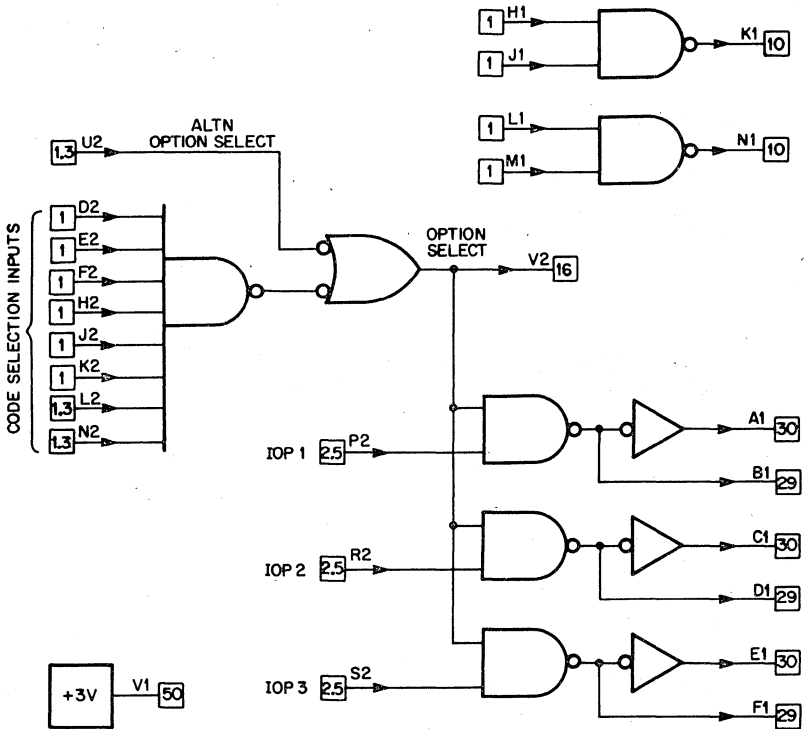 H1
1
K1
10
J1
1
L1
1
N1
10
M1
1
ALTN
OPTION SELECT
U2
1.3
CODE SELECTION INPUTS
D2
1
E2
1
F2
1
H2
1
J2
1
K2
1
L2
1.3
N2
1.3
OPTION
SELECT
V2
16
IOP 1
2.5
P2
A1
30
B1
29
IOP 2
2.5
R2
C1
30
D1
29
IOP 3
2.5
S2
E1
30
F1
29
+3V
V1
50